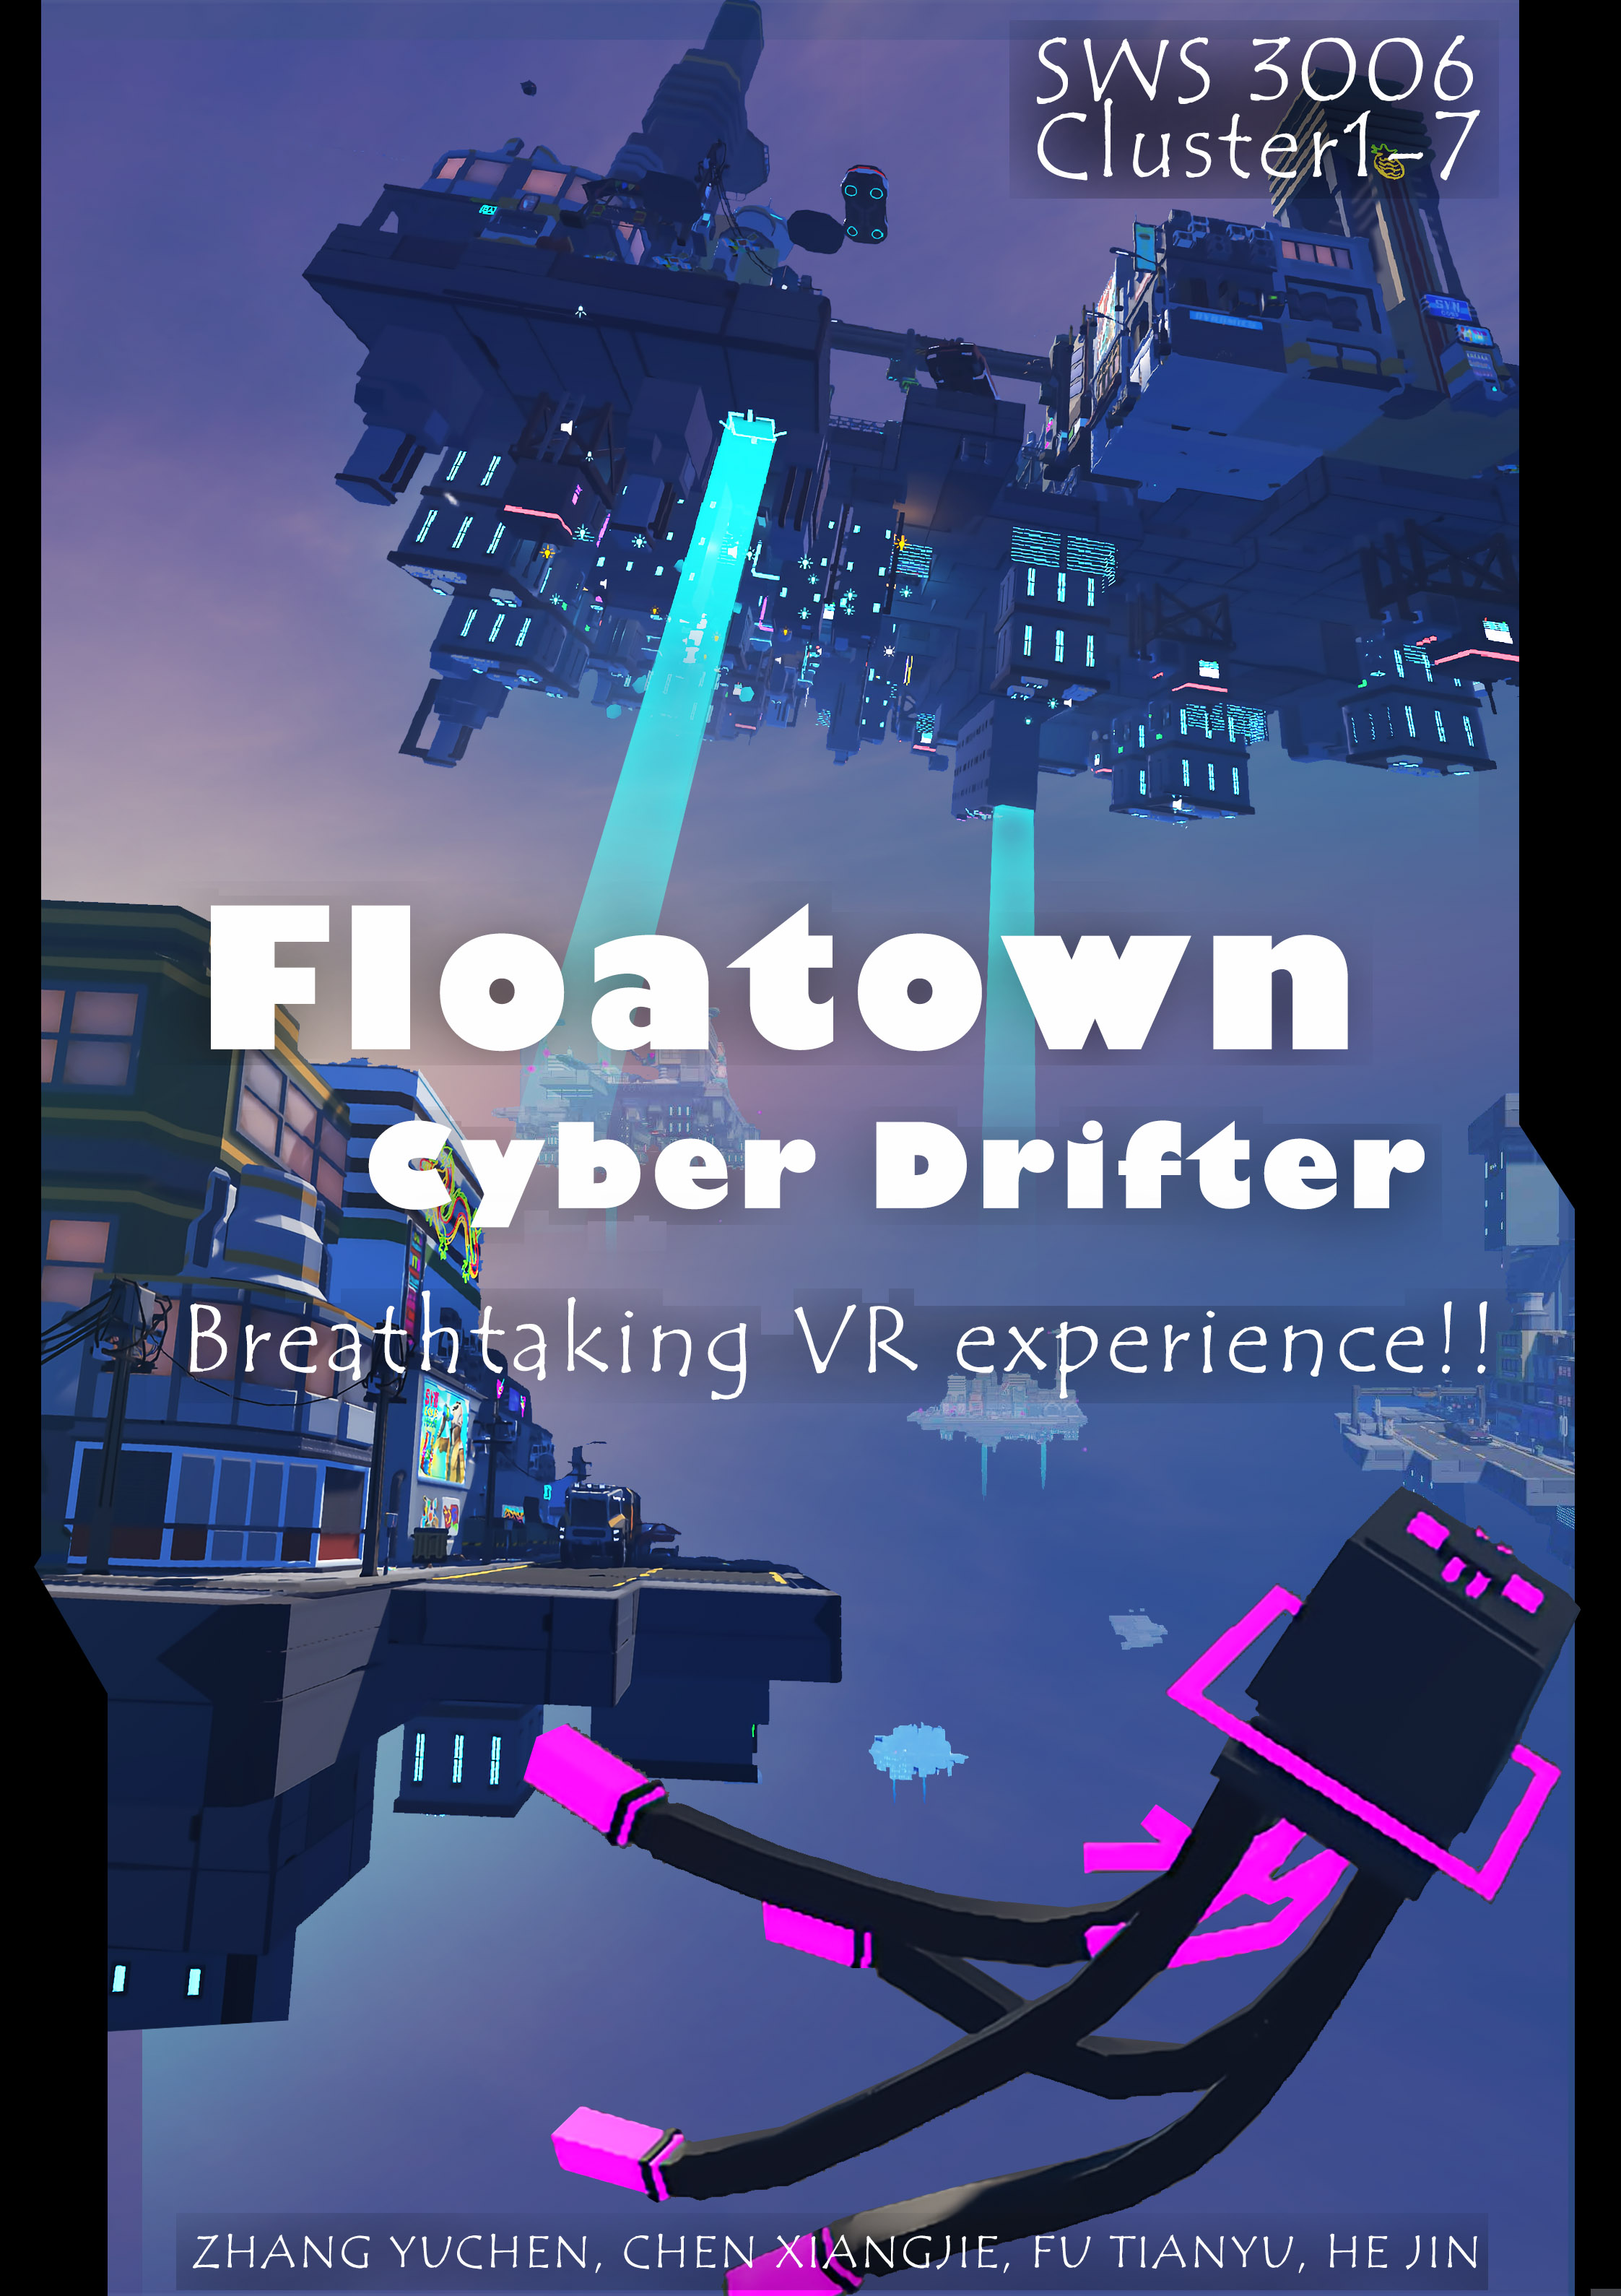 SWS 3006
Cluster1-7
Floatown
Cyber Drifter
Breathtaking VR experience!!
ZHANG YUCHEN, CHEN XIANGJIE, FU TIANYU, HE JIN